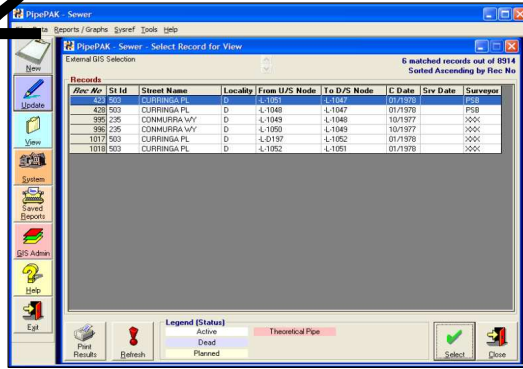 PipePAK - Sewer
Reports / Graphs Sysref Tools Help
PipePAK - Sewer - Select Record for View
External GIS Selection
6 matched records out of 8914
Sorted Ascending by Rec No
Records
Rec No St Id Street Name Locality From U/S Node To D/S Node C Date Srv Date Surveyor
423 503 CURRINGA PL D -L-1051 -L-1047 01/1978 PSB
428 503 CURRINGA PL D -L-1048 -L-1047 01/1978 PSB
995 235 CONMURRA WY D -L-1049 -L-1048 10/1977 XXX
996 235 CONMURRA WY D -L-1050 -L-1049 10/1977 XXX
1017 503 CURRINGA PL D -L-D197 -L-1052 01/1978 XXX
1018 503 CURRINGA PL D -L-1052 -L-1051 01/1978 XXX
New
Update
View
System
Saved Reports
GIS Admin
Help
Exit
Legend (Status)
Active Theoretical Pipe
Dead
Planned
Print Results
Refresh
Select
Close